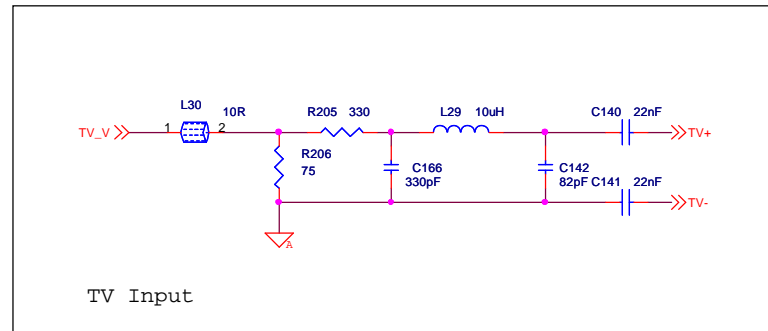 L30
10R
R205 330
L29 10uH
C140 22nF
TV_V
1
2
TV+
R206
75
C166
330pF
C142
82pF
C141 22nF
TV-
A
TV Input